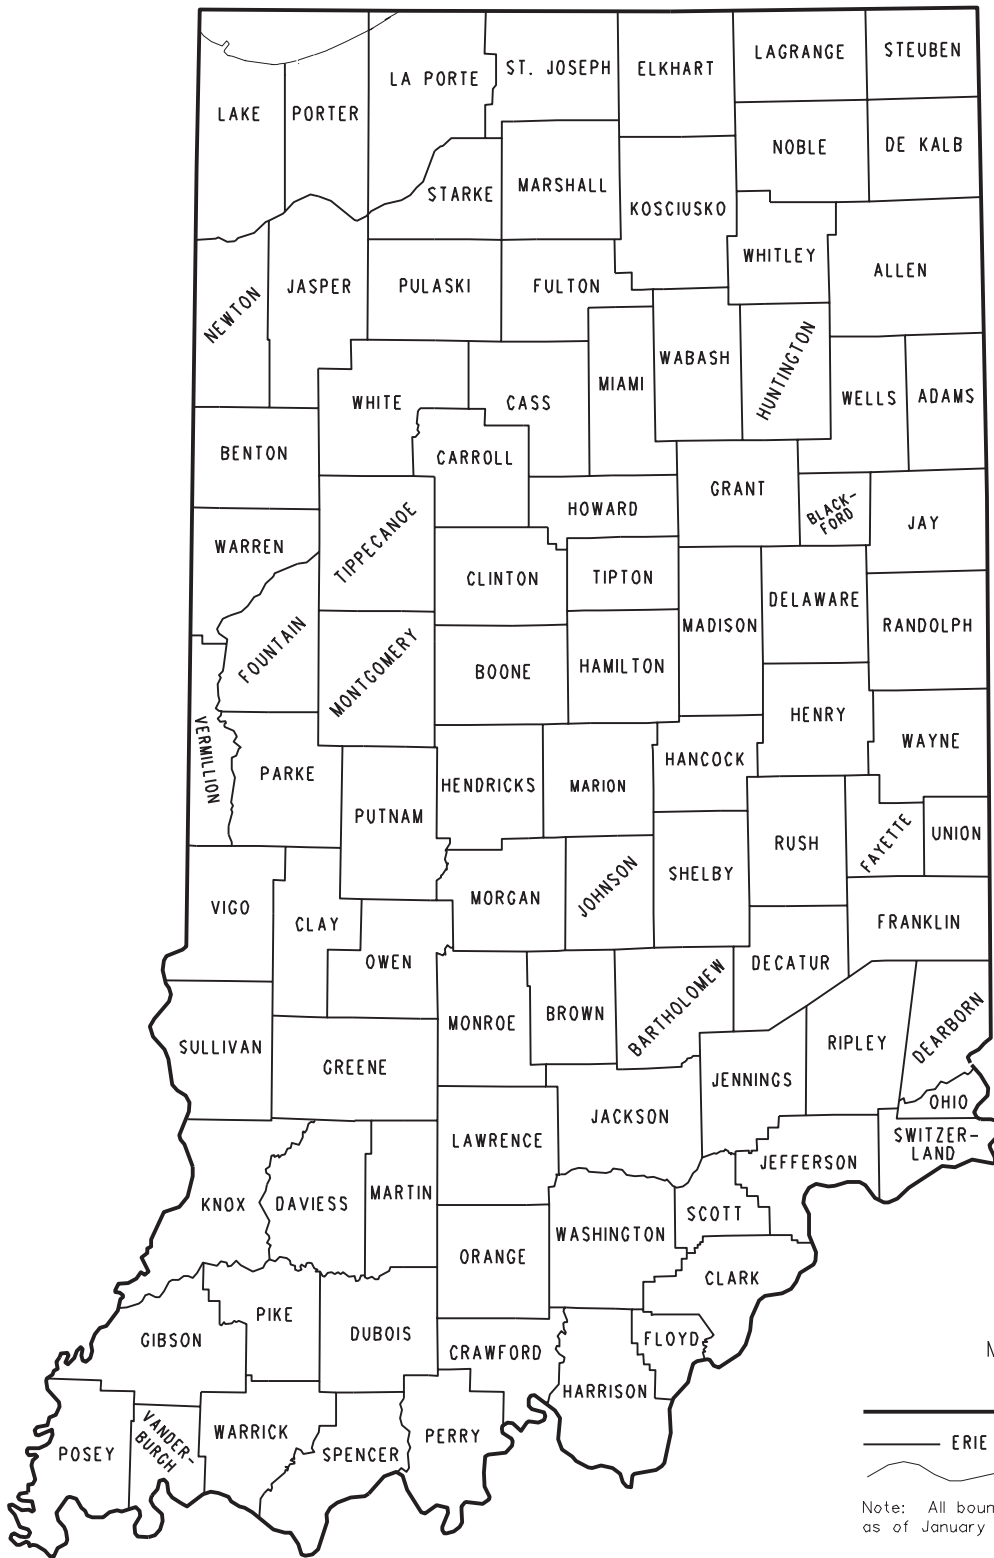 LAGRANGE
STEUBEN
ST. JOSEPH
ELKHART
LA PORTE
LAKE
PORTER
NOBLE
DE KALB
STARKE
MARSHALL
KOSCIUSKO
WHITLEY
ALLEN
NEWTON
JASPER
PULASKI
FULTON
WABASH
HUNTINGTON
MIAMI
WELLS
ADAMS
WHITE
CASS
BENTON
CARROLL
GRANT
BLACK-
FORD
HOWARD
JAY
WARREN
TIPPECANOE
CLINTON
TIPTON
DELAWARE
MADISON
RANDOLPH
FOUNTAIN
MONTGOMERY
BOONE
HAMILTON
HENRY
WAYNE
VERMILLION
PARKE
HENDRICKS
MARION
HANCOCK
PUTNAM
RUSH
FAYETTE
UNION
SHELBY
JOHNSON
MORGAN
VIGO
CLAY
FRANKLIN
OWEN
DECATUR
MONROE
BROWN
BARTHOLOMEW
DEARBORN
SULLIVAN
RIPLEY
GREENE
JENNINGS
OHIO
JACKSON
SWITZER-
LAND
LAWRENCE
JEFFERSON
KNOX
DAVIESS
MARTIN
SCOTT
WASHINGTON
ORANGE
CLARK
PIKE
DUBOIS
GIBSON
FLOYD
CRAWFORD
M
HARRISON
WARRICK
VANDER-
BURGH
PERRY
SPENCER
POSEY
ERIE
Note: All boun
as of January